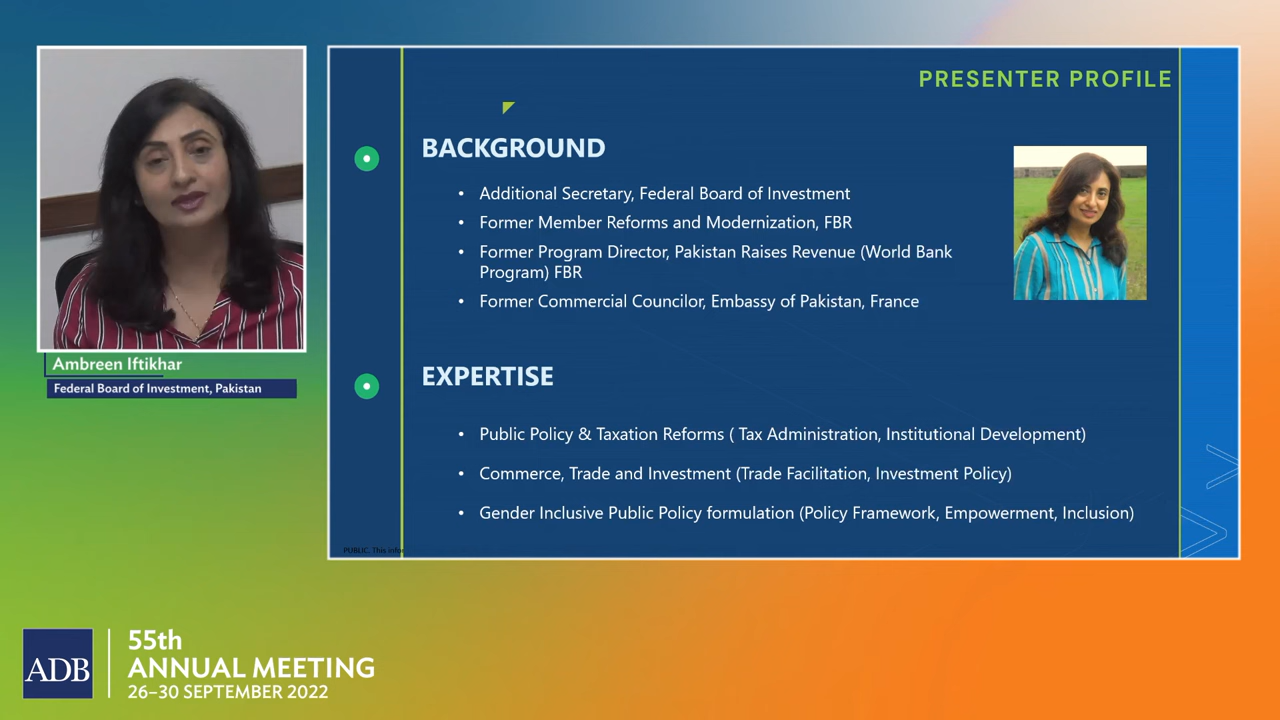 PRESENTER PROFILE
BACKGROUND
• Additional Secretary, Federal Board of Investment
• Former Member Reforms and Modernization, FBR
• Former Program Director, Pakistan Raises Revenue (World Bank
Program) FBR
• Former Commercial Councilor, Embassy of Pakistan, France
Ambreen Iftikhar
Federal Board of Investment, Pakistan
EXPERTISE
• Public Policy & Taxation Reforms ( Tax Administration, Institutional Development)
• Commerce, Trade and Investment (Trade Facilitation, Investment Policy)
• Gender Inclusive Public Policy formulation (Policy Framework, Empowerment, Inclusion)
PUBLIC. This
ADB
55th
ANNUAL MEETING
26–30 SEPTEMBER 2022